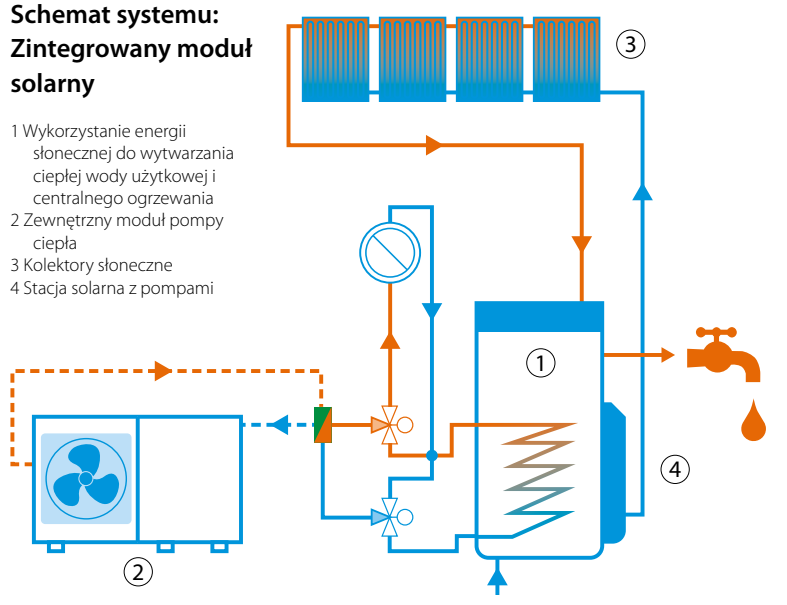 Schemat systemu:
Zintegrowany moduł
solarny
1 Wykorzystanie energii
słonecznej do wytwarzania
ciepłej wody użytkowej i
centralnego ogrzewania
2 Zewnętrzny moduł pompy
ciepła
3 Kolektory słoneczne
4 Stacja solarna z pompami
3
1
4
2